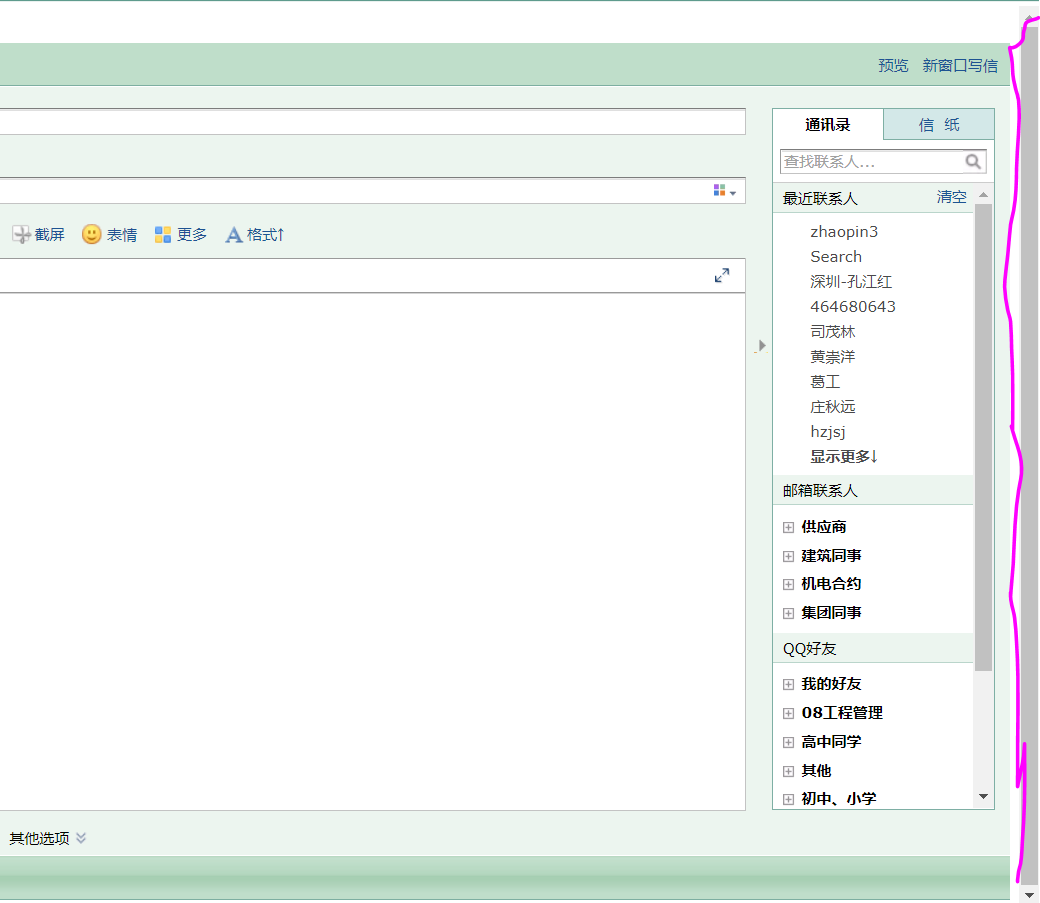 预览 新窗口写信
通讯录 信 纸
查找联系人...
最近联系人 清空
截屏 表情 更多 格式↑
zhaopin3
Search
深圳-孔江红
464680643
司茂林
黄崇洋
葛工
庄秋远
hzjsj
显示更多↓
邮箱联系人
供应商
建筑同事
机电合约
集团同事
QQ好友
我的好友
08工程管理
高中同学
其他
初中、小学
其他选项